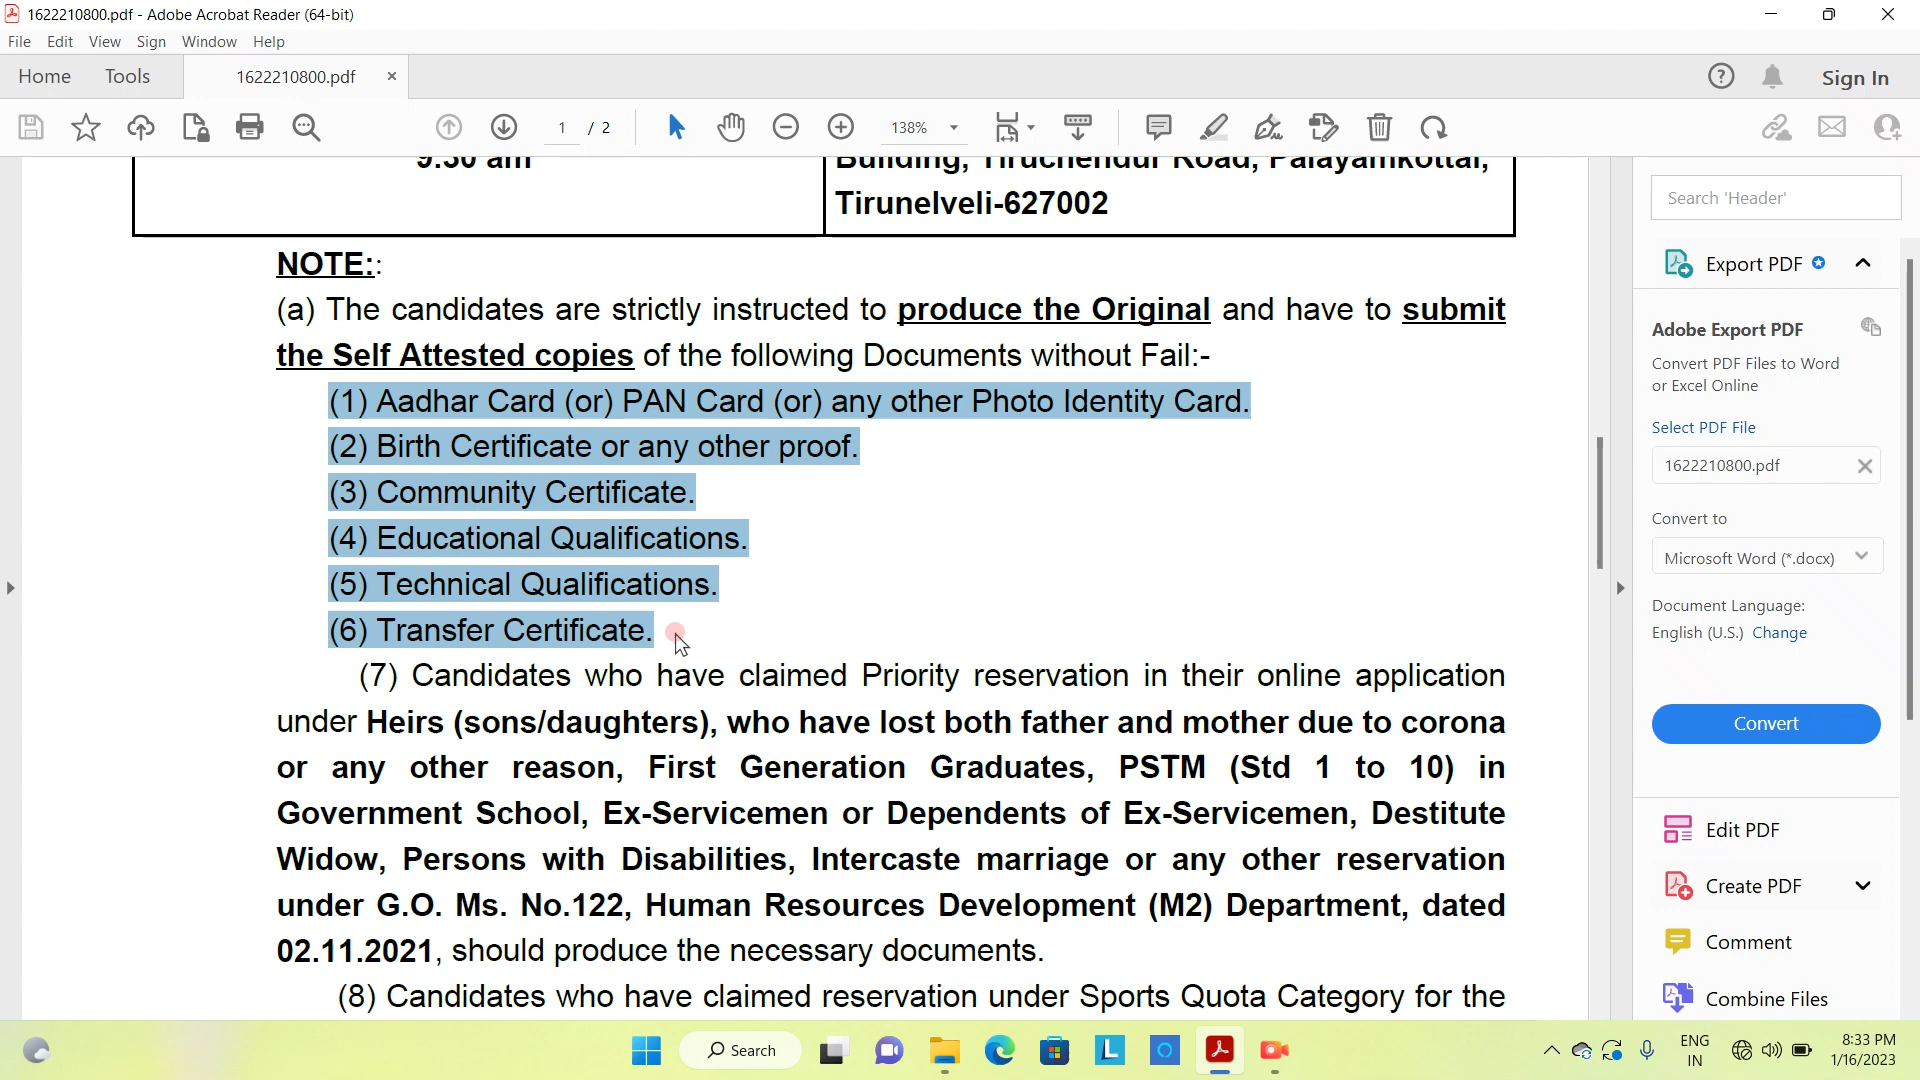 1622210800.pdf - Adobe Acrobat Reader (64-bit)
File Edit View Sign Window Help
Home Tools 1622210800.pdf Sign In
1 / 2 138%
9:30 am
Building, Tiruchendur Road, Palayamkottai,
Tirunelveli-627002
NOTE::
(a) The candidates are strictly instructed to produce the Original and have to submit
the Self Attested copies of the following Documents without Fail:-
(1) Aadhar Card (or) PAN Card (or) any other Photo Identity Card.
(2) Birth Certificate or any other proof.
(3) Community Certificate.
(4) Educational Qualifications.
(5) Technical Qualifications.
(6) Transfer Certificate.
(7) Candidates who have claimed Priority reservation in their online application
under Heirs (sons/daughters), who have lost both father and mother due to corona
or any other reason, First Generation Graduates, PSTM (Std 1 to 10) in
Government School, Ex-Servicemen or Dependents of Ex-Servicemen, Destitute
Widow, Persons with Disabilities, Intercaste marriage or any other reservation
under G.O. Ms. No.122, Human Resources Development (M2) Department, dated
02.11.2021, should produce the necessary documents.
(8) Candidates who have claimed reservation under Sports Quota Category for the
Search 'Header'
Export PDF
Adobe Export PDF
Convert PDF Files to Word
or Excel Online
Select PDF File
1622210800.pdf
Convert to
Microsoft Word (*.docx)
Document Language:
English (U.S.) Change
Convert
Edit PDF
Create PDF
Comment
Combine Files
Search
ENG
IN
8:33 PM
1/16/2023